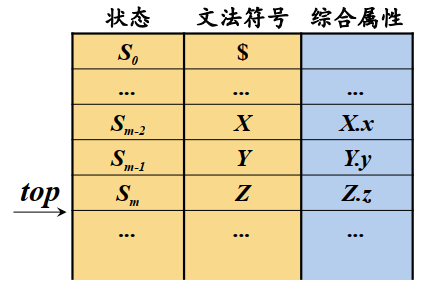 状态 文法符号 综合属性
S0 $
... ... ...
Sm-2 X X.x
Sm-1 Y Y.y
top Sm Z Z.z
... ... ...